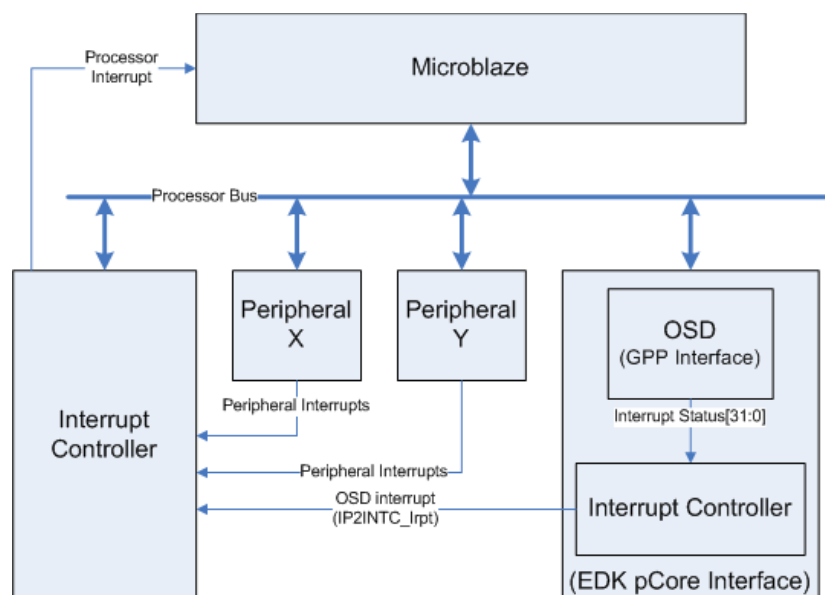 Processor
Interrupt
Microblaze
Processor Bus
Peripheral
X
Peripheral
Y
OSD
(GPP Interface)
Peripheral Interrupts
Interrupt Status[31:0]
Interrupt
Controller
Peripheral Interrupts
OSD interrupt
(IP2INTC_Irpt)
Interrupt Controller
(EDK pCore Interface)